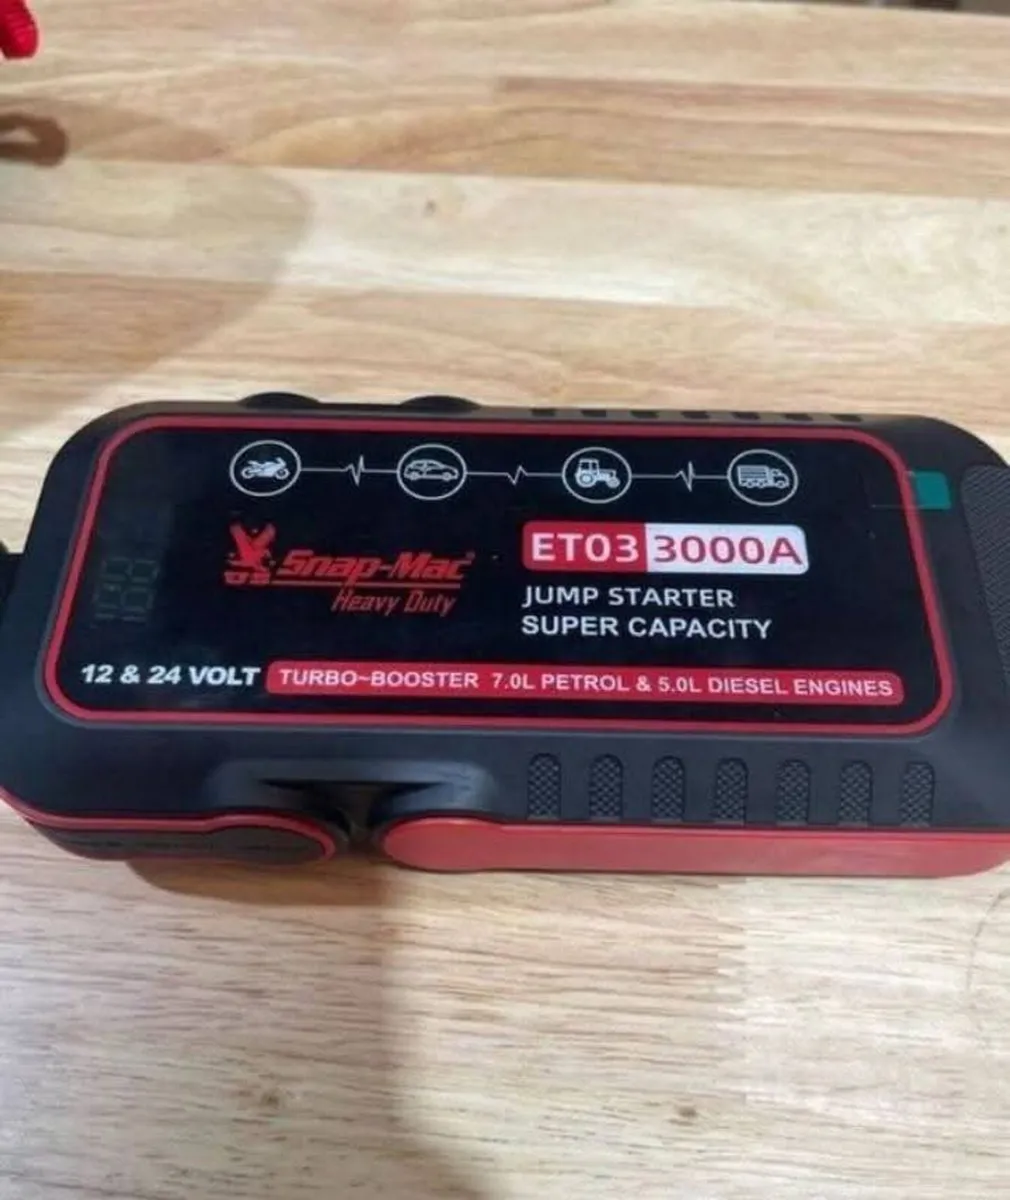 ET03 3000A
Snap-Mac
Heavy Duty
JUMP STARTER
SUPER CAPACITY
12 & 24 VOLT TURBO~BOOSTER 7.0L PETROL & 5.0L DIESEL ENGINES